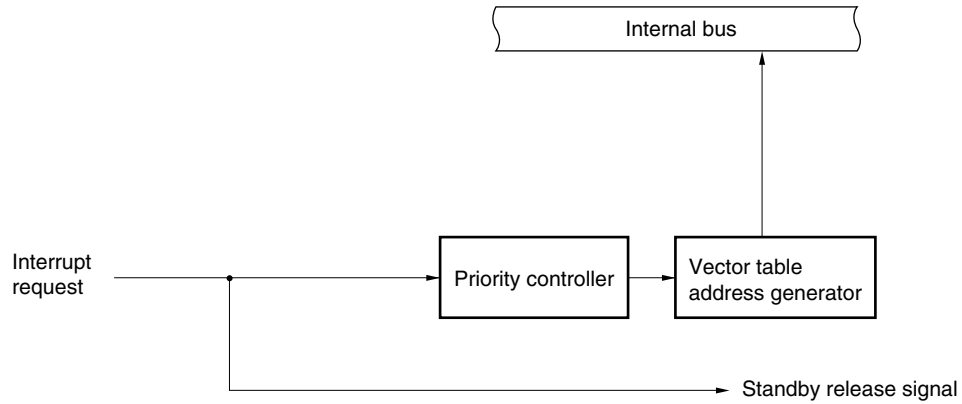 Internal bus
Interrupt
request
Priority controller
Vector table
address generator
Standby release signal